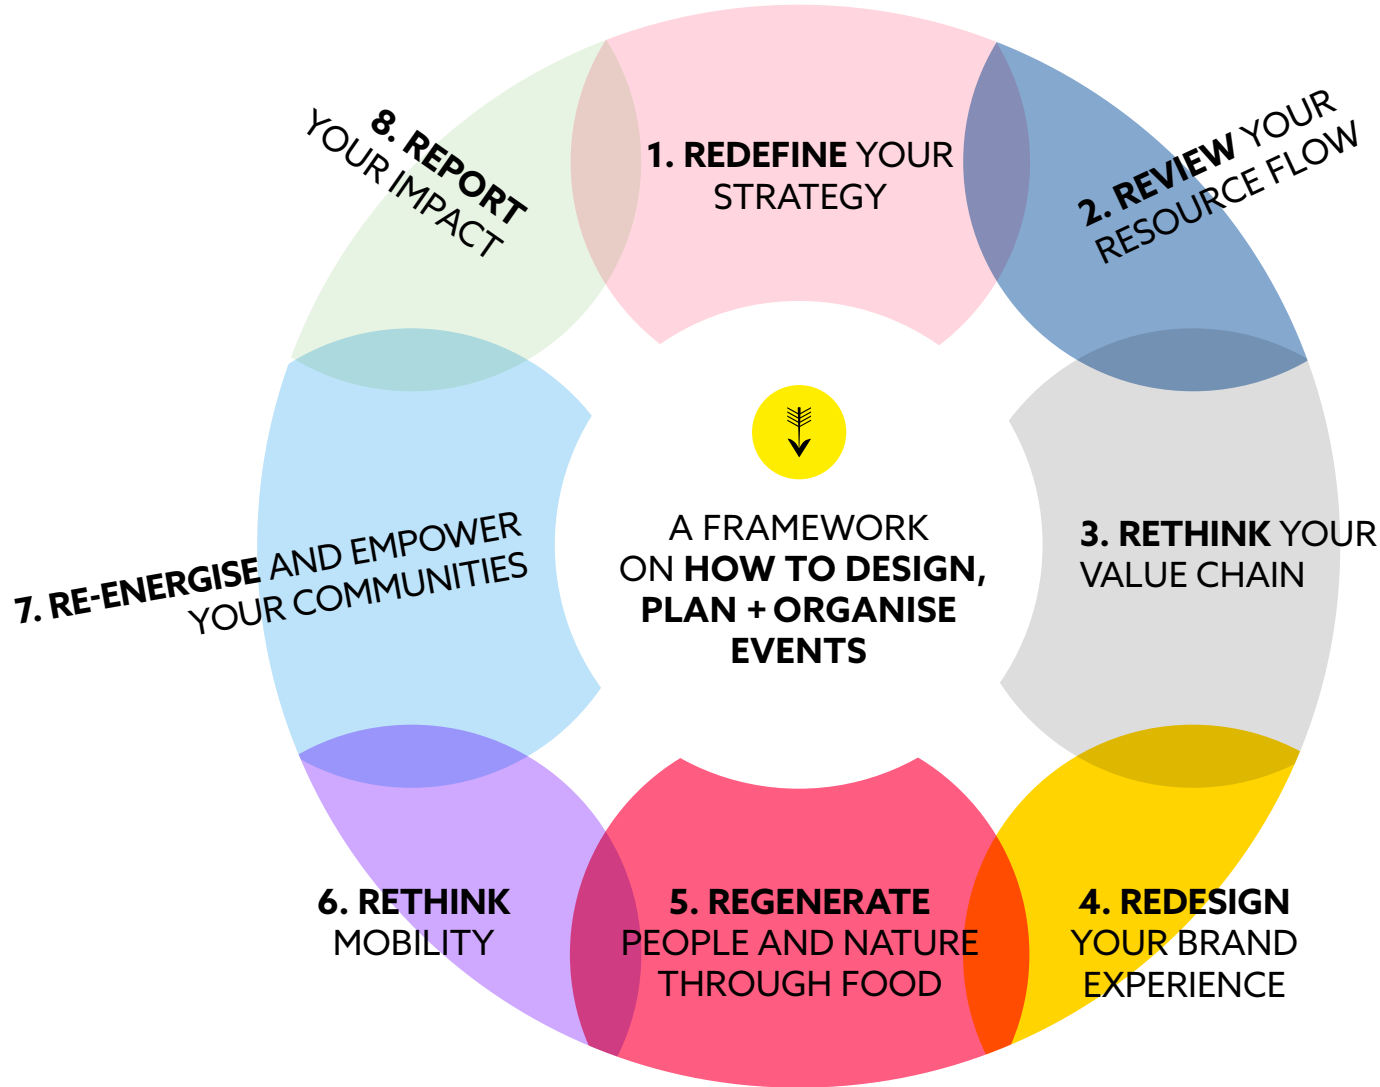 1. REDEFINE YOUR
STRATEGY
2. REVIEW YOUR
RESOURCE FLOW
3. RETHINK YOUR
VALUE CHAIN
4. REDESIGN
YOUR BRAND
EXPERIENCE
5. REGENERATE
PEOPLE AND NATURE
THROUGH FOOD
6. RETHINK
MOBILITY
7. RE-ENERGISE AND EMPOWER
YOUR COMMUNITIES
8. REPORT
YOUR IMPACT
A FRAMEWORK
ON HOW TO DESIGN,
PLAN + ORGANISE
EVENTS